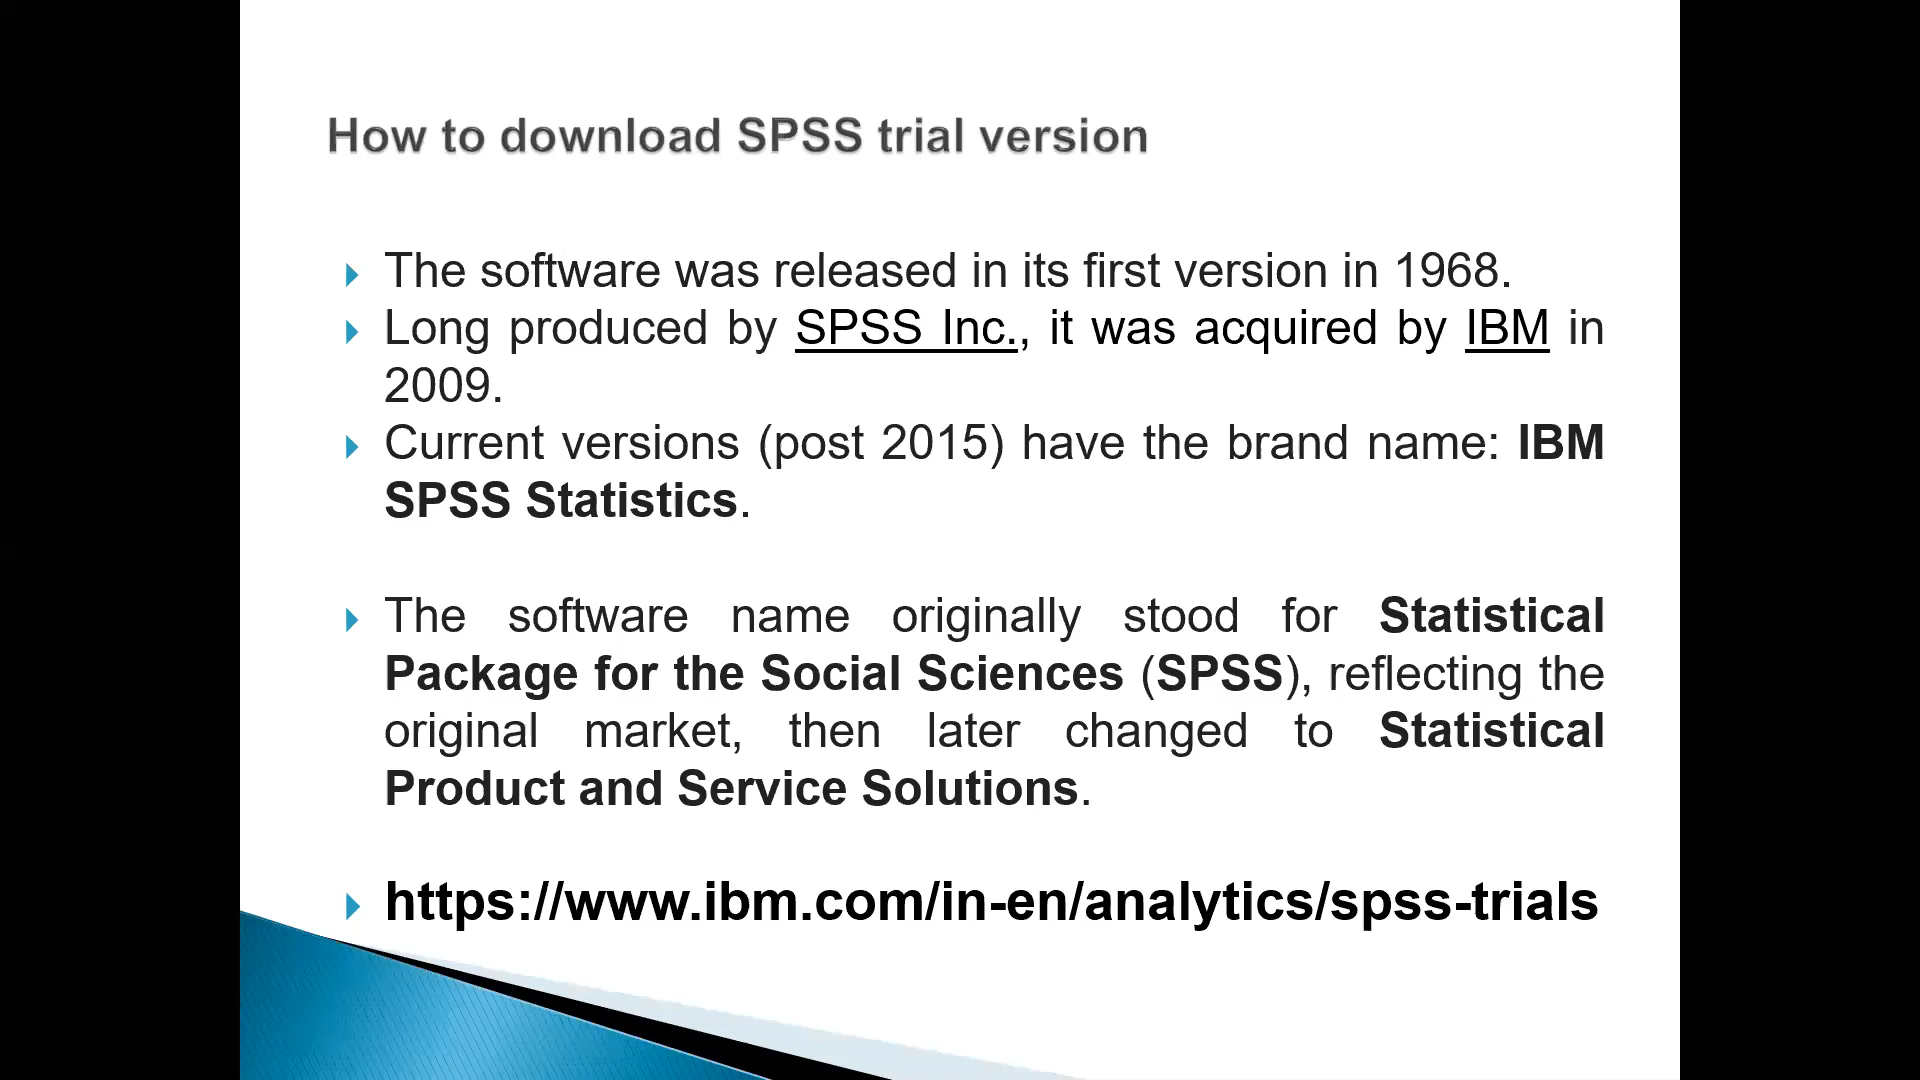 How to download SPSS trial version
The software was released in its first version in 1968.
Long produced by SPSS Inc., it was acquired by IBM in
2009.
Current versions (post 2015) have the brand name: IBM
SPSS Statistics.
The software name originally stood for Statistical
Package for the Social Sciences (SPSS), reflecting the
original market, then later changed to Statistical
Product and Service Solutions.
https://www.ibm.com/in-en/analytics/spss-trials